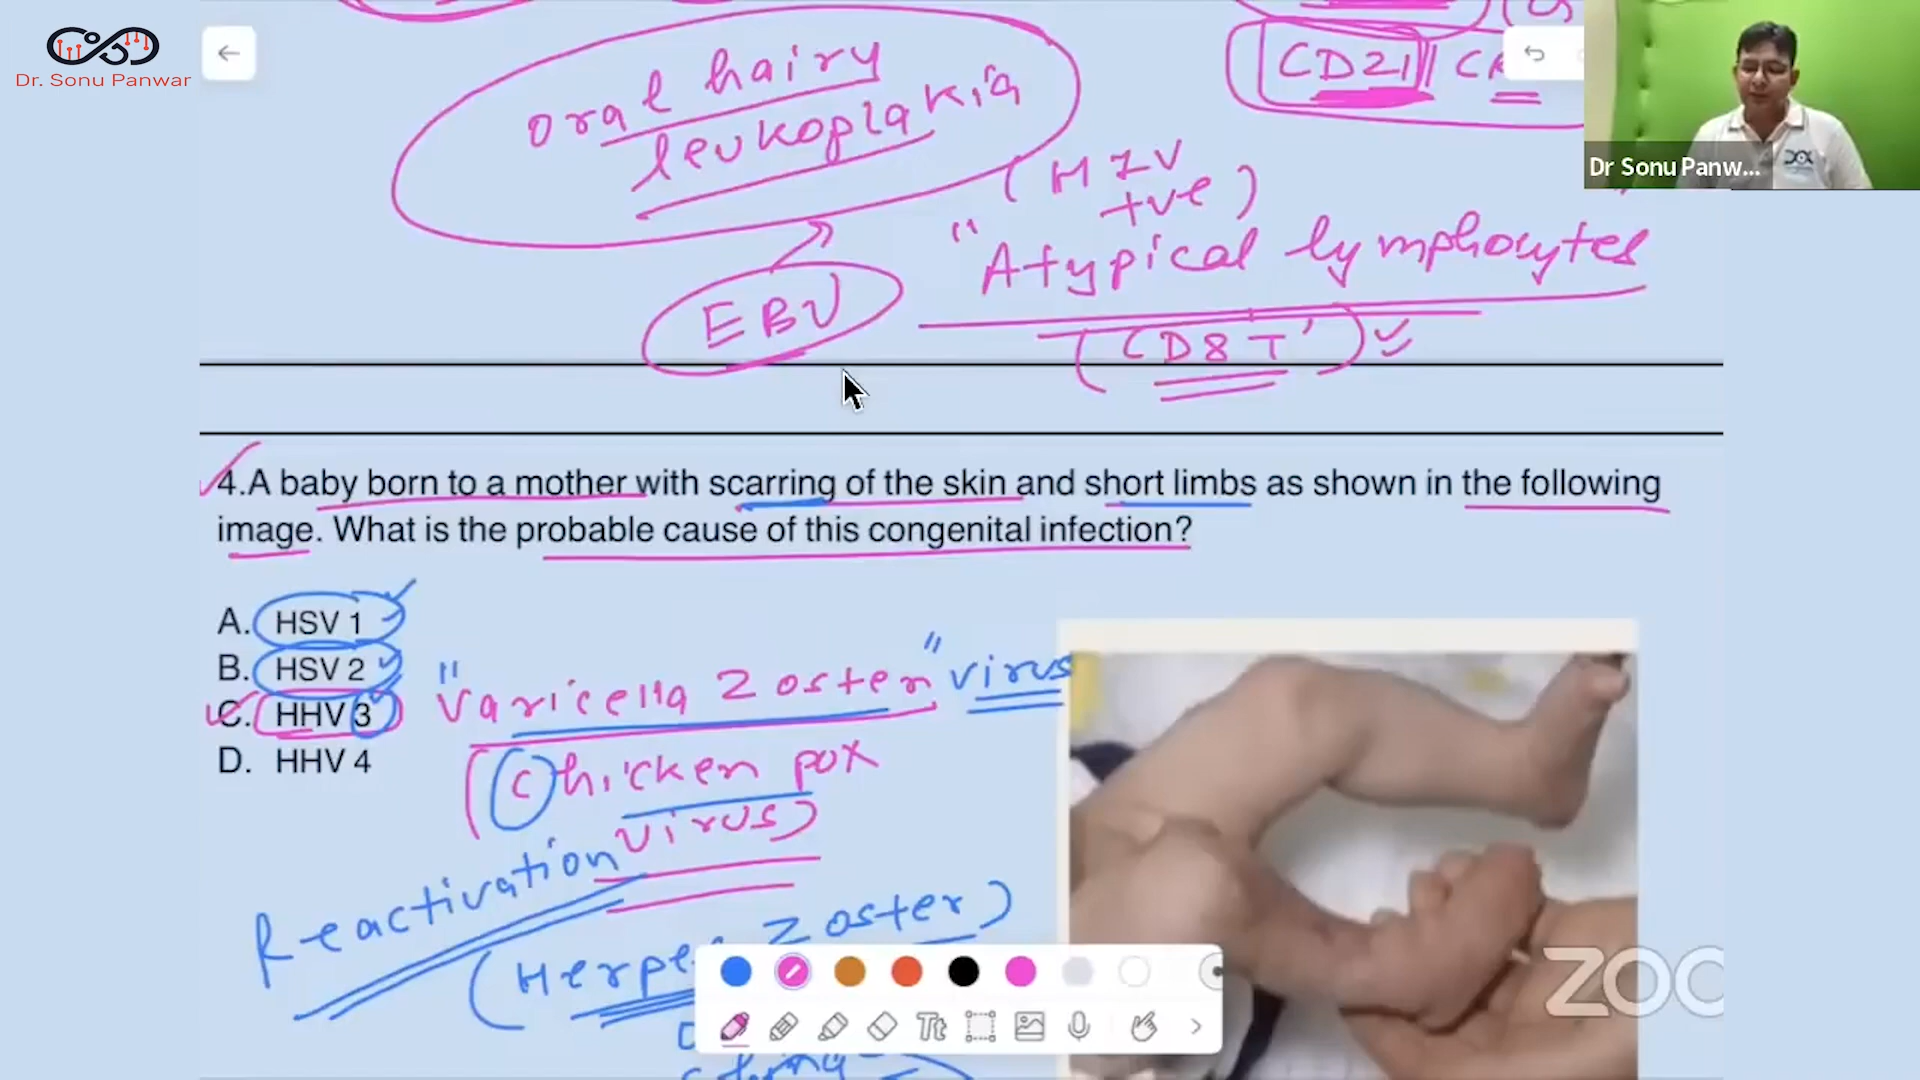 Dr. Sonu Panwar
Dr Sonu Panw...
CD21
oral hairy
leukoplakia
(HIV
+ve)
EBV
"Atypical lymphocytes
(CD8 T')
4.A baby born to a mother with scarring of the skin and short limbs as shown in the following
image. What is the probable cause of this congenital infection?
A. HSV 1
B. HSV 2
C. HHV 3
D. HHV 4
"Varicella Zoster" virus
(Chicken pox
virus)
Reactivation
(Herpes Zoster)
Tt
ZOO